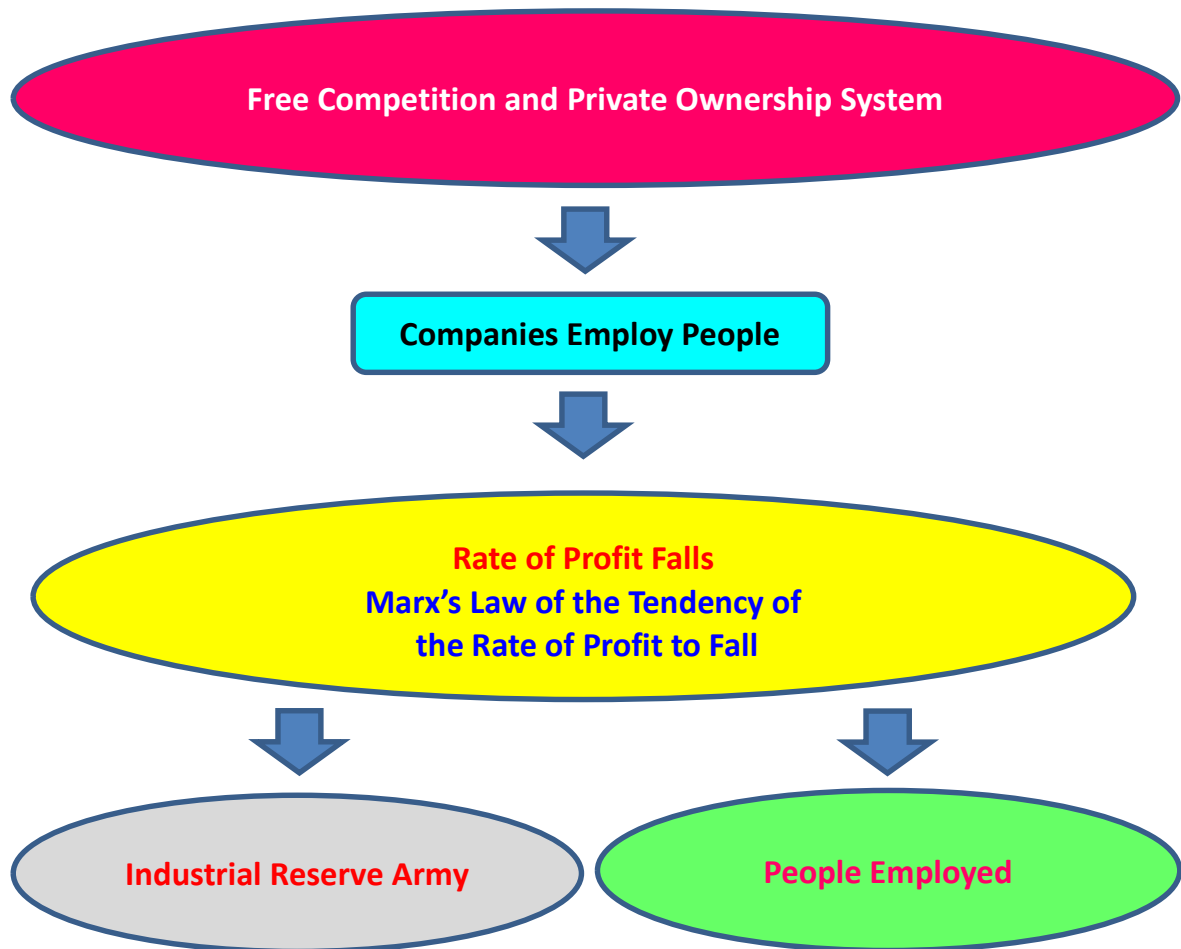 Free Competition and Private Ownership System
Companies Employ People
Rate of Profit Falls
Marx’s Law of the Tendency of
the Rate of Profit to Fall
Industrial Reserve Army
People Employed